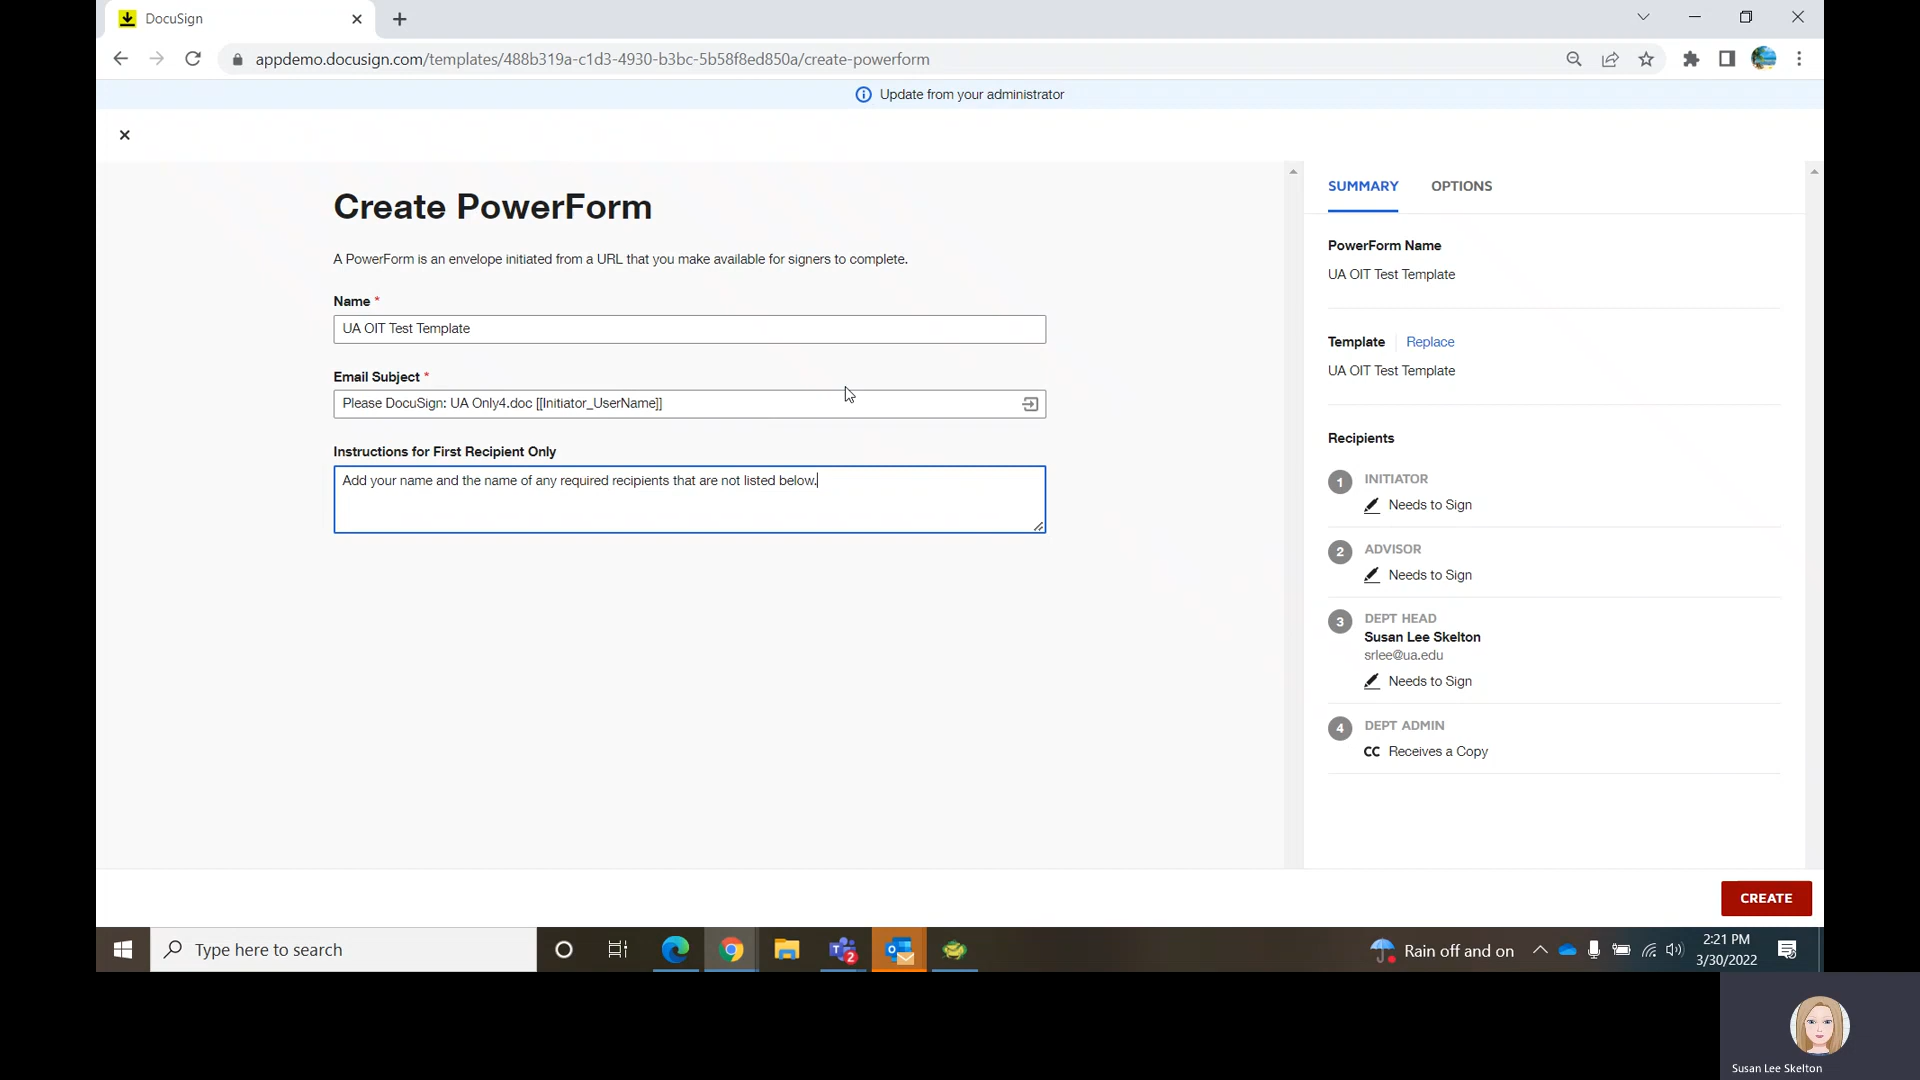 DocuSign
appdemo.docusign.com/templates/488b319a-c1d3-4930-b3bc-5b58f8ed850a/create-powerform
Update from your administrator
Create PowerForm
A PowerForm is an envelope initiated from a URL that you make available for signers to complete.
Name *
UA OIT Test Template
Email Subject *
Please DocuSign: UA Only4.doc [[Initiator_UserName]]
Instructions for First Recipient Only
Add your name and the name of any required recipients that are not listed below.
SUMMARY
OPTIONS
PowerForm Name
UA OIT Test Template
Template
Replace
UA OIT Test Template
Recipients
1
INITIATOR
Needs to Sign
2
ADVISOR
Needs to Sign
3
DEPT HEAD
Susan Lee Skelton
srlee@ua.edu
Needs to Sign
4
DEPT ADMIN
CC Receives a Copy
CREATE
Type here to search
2
Rain off and on
2:21 PM
3/30/2022
Susan Lee Skelton